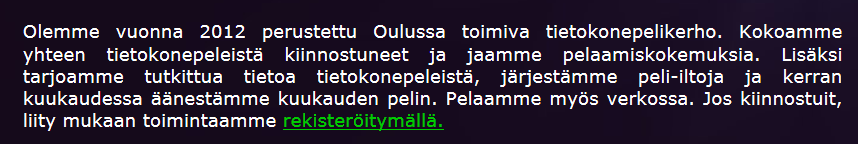 Olemme vuonna 2012 perustettu Oulussa toimiva tietokonepelikerho. Kokoamme
yhteen tietokonepeleistä kiinnostuneet ja jaamme pelaamiskokemuksia. Lisäksi
tarjoamme tutkittua tietoa tietokonepeleistä, järjestämme peli-iltoja ja kerran
kuukaudessa äänestämme kuukauden pelin. Pelaamme myös verkossa. Jos kiinnostuit,
liity mukaan toimintaamme rekisteröitymällä.